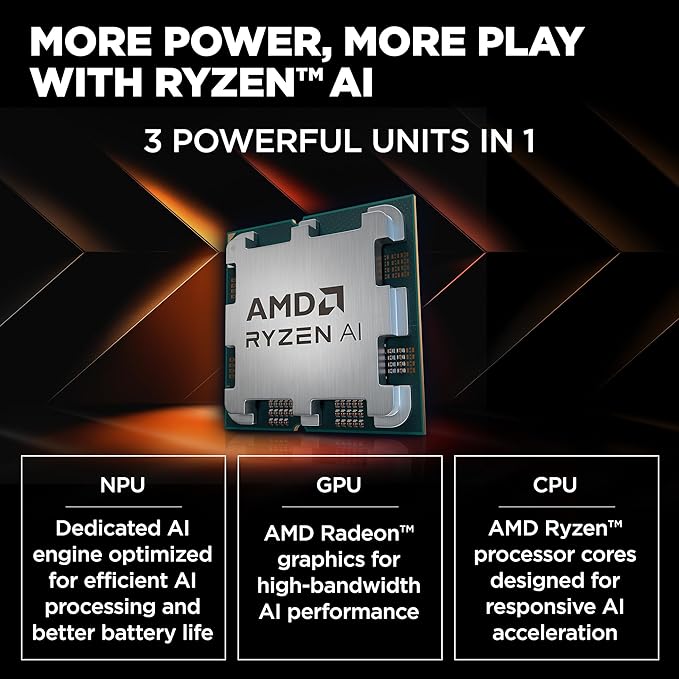 MORE POWER, MORE PLAY
WITH RYZEN™ AI
3 POWERFUL UNITS IN 1
AMD
RYZEN AI
NPU
Dedicated AI
engine optimized
for efficient AI
processing and
better battery life
GPU
AMD Radeon™
graphics for
high-bandwidth
AI performance
CPU
AMD Ryzen™
processor cores
designed for
responsive AI
acceleration